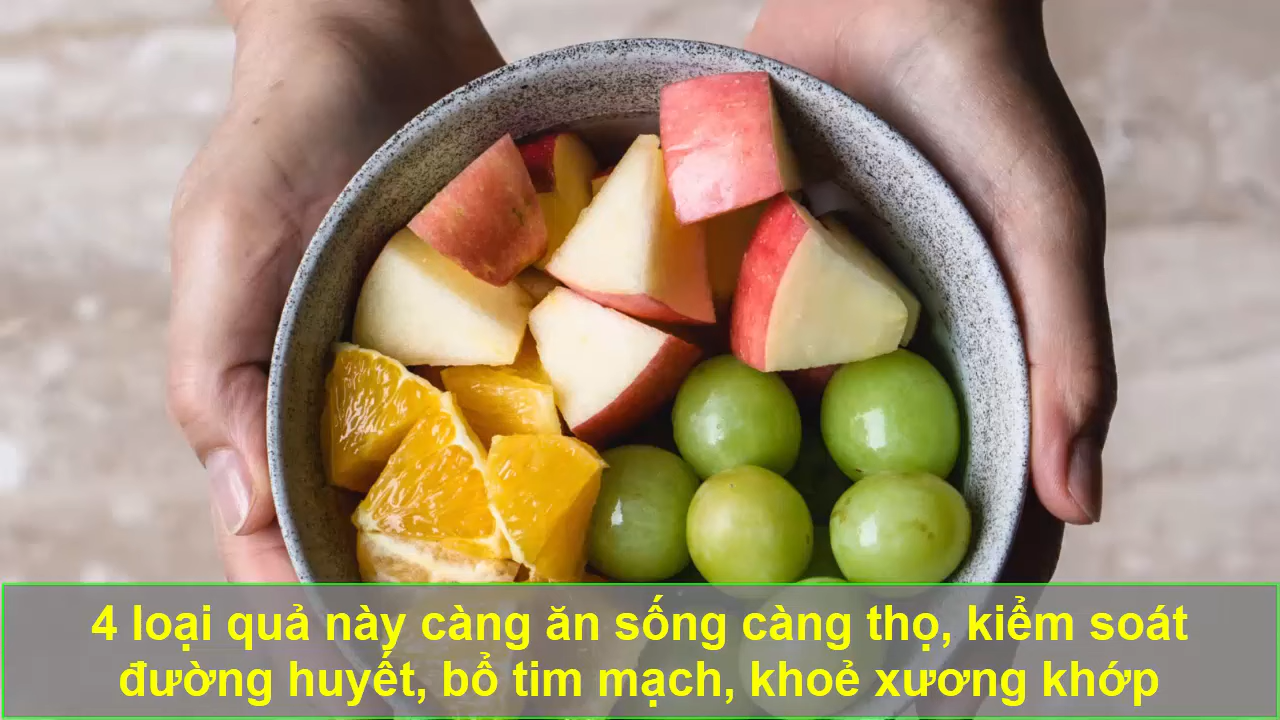 4 loại quả này càng ăn sống càng thọ, kiểm soát
đường huyết, bổ tim mạch, khoẻ xương khớp